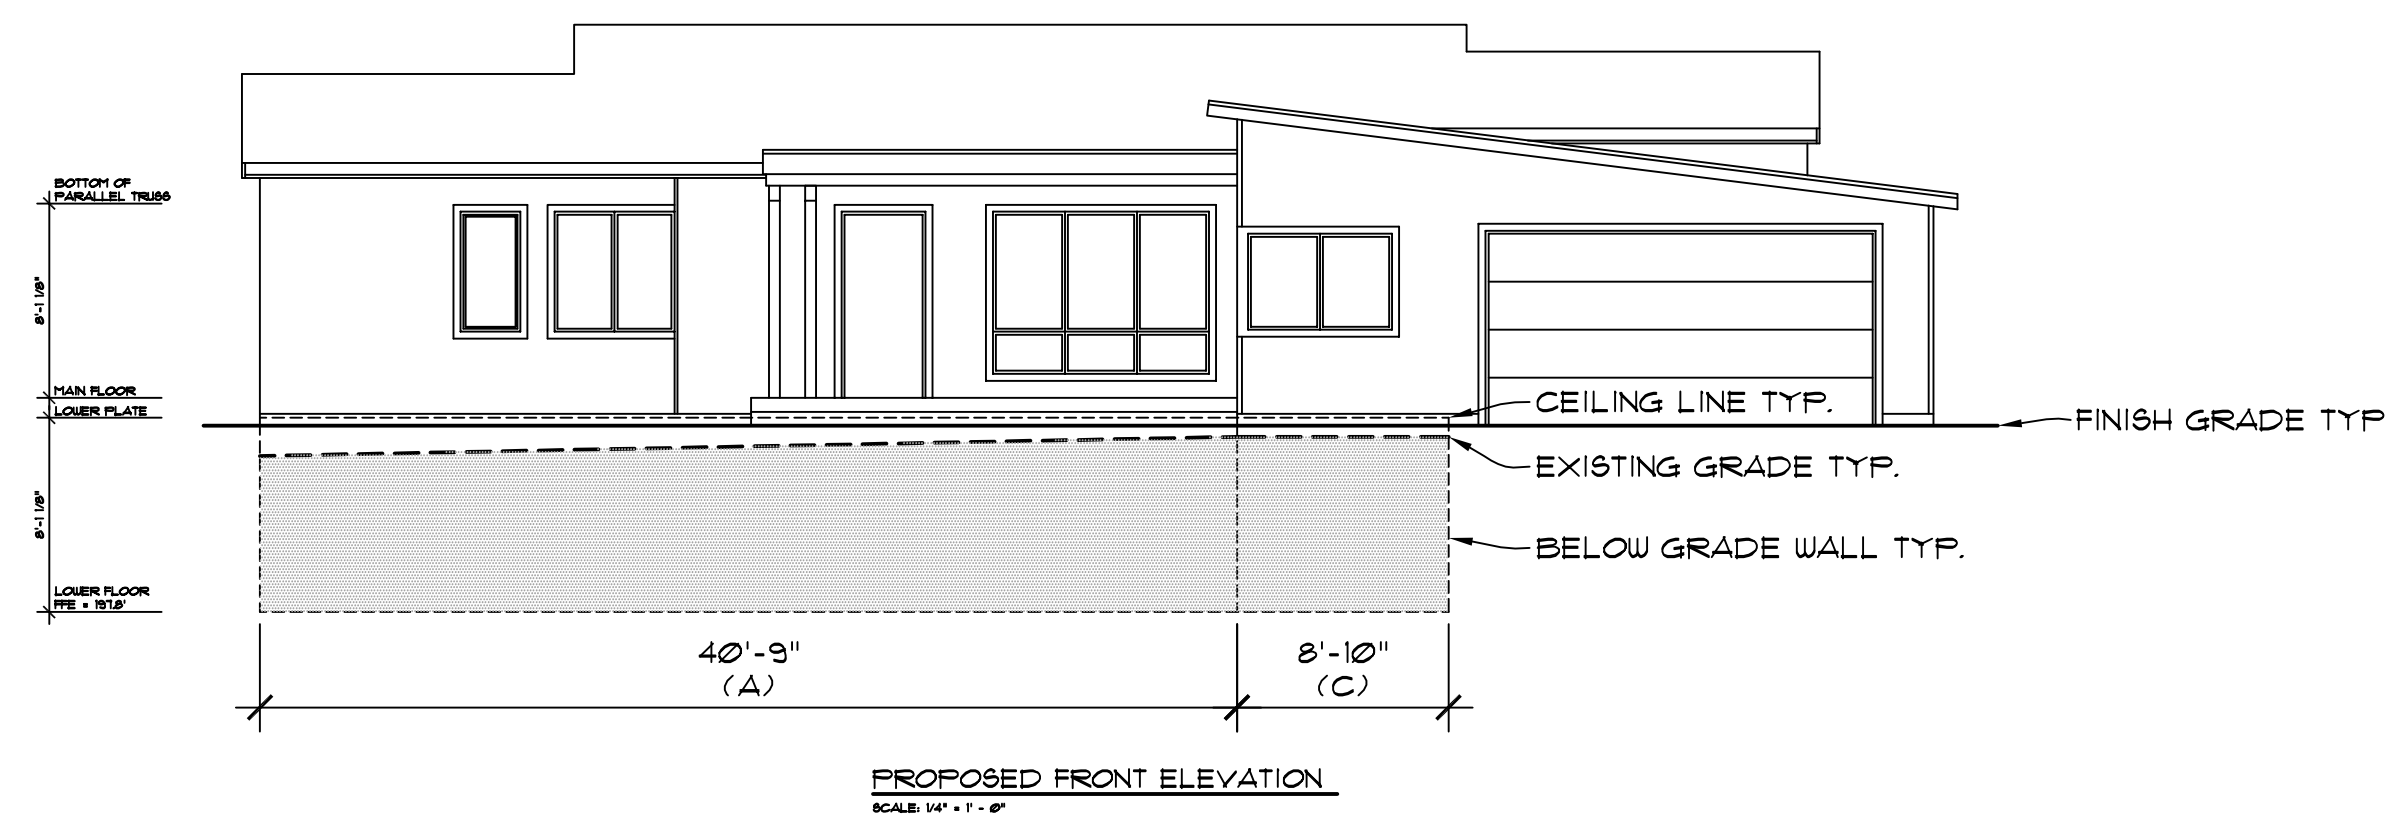 BOTTOM OF
PARALLEL TRUSS
8'-1 1/8"
MAIN FLOOR
LOWER PLATE
CEILING LINE TYP.
FINISH GRADE TYP
EXISTING GRADE TYP.
8'-1 1/8"
BELOW GRADE WALL TYP.
LOWER FLOOR
FFE = 197.8'
40'-9"
(A)
8'-10"
(C)
PROPOSED FRONT ELEVATION
SCALE: 1/4" = 1' - 0"